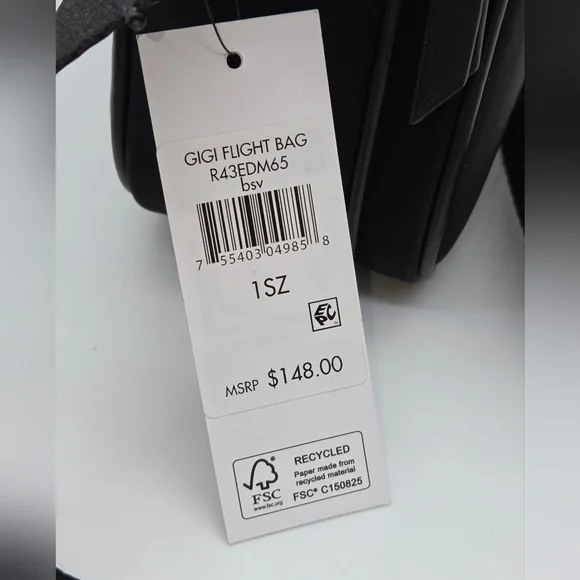 GIGI FLIGHT BAG
R43EDM65
bsv
7 55403 04985 8
1SZ
EPC
MSRP $148.00
RECYCLED
Paper made from
recycled material
FSC® C150825
FSC
www.fsc.org